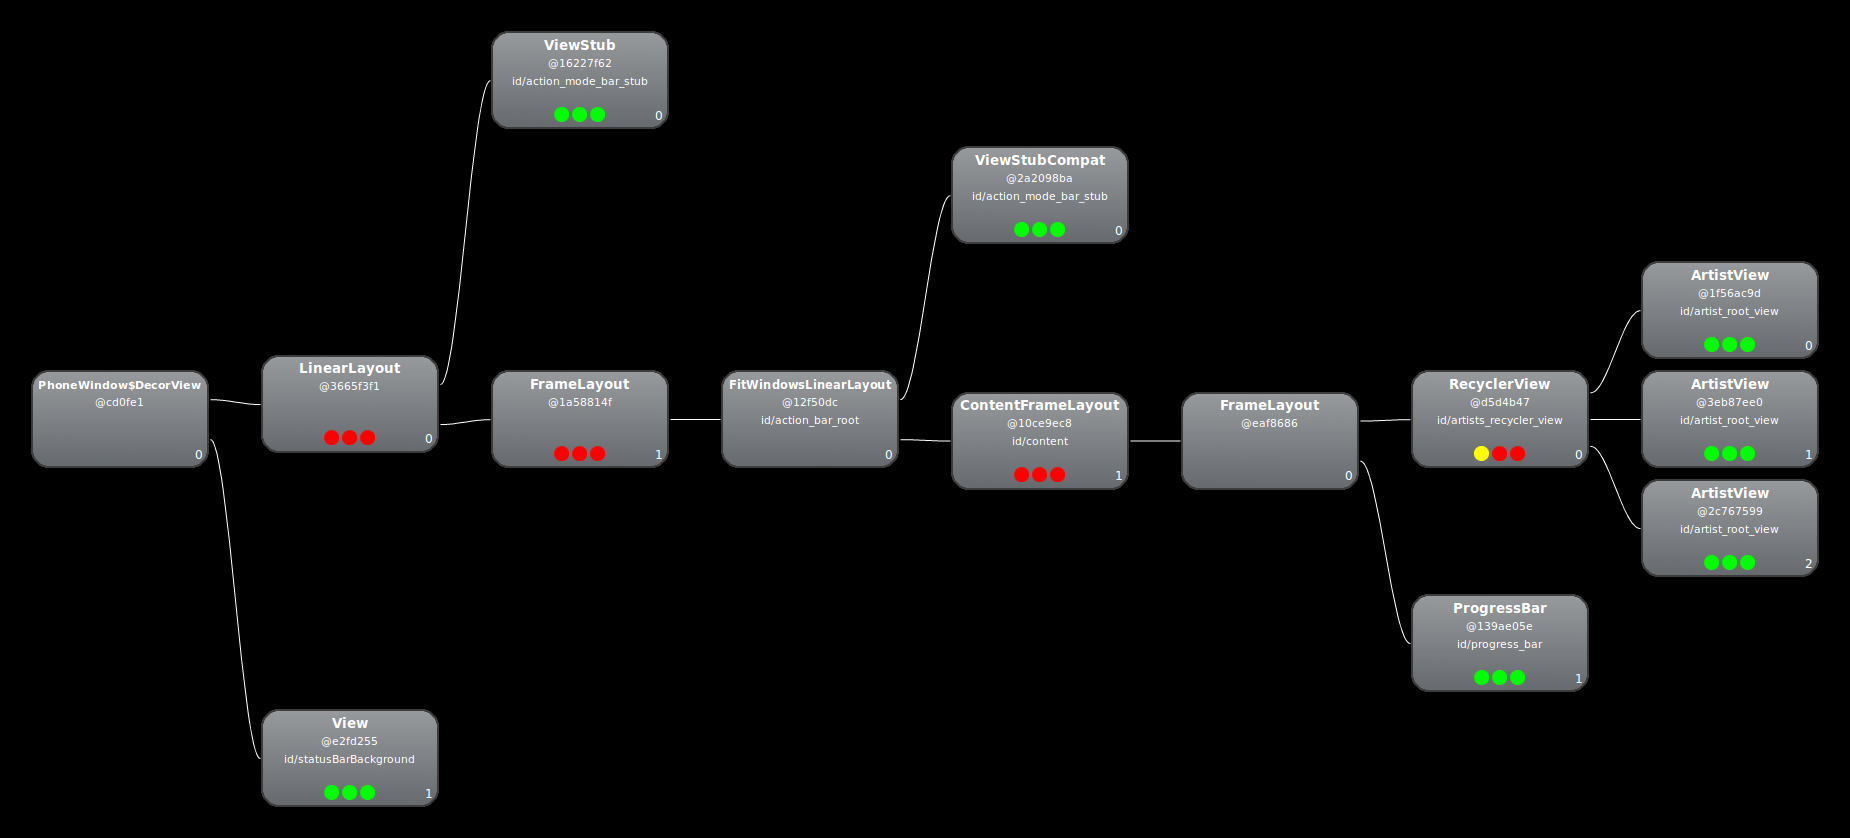 PhoneWindow$DecorView
@cd0fe1
0
LinearLayout
@3665f3f1
0
View
@e2fd255
id/statusBarBackground
1
ViewStub
@16227f62
id/action_mode_bar_stub
0
FrameLayout
@1a58814f
1
FitWindowsLinearLayout
@12f50dc
id/action_bar_root
0
ViewStubCompat
@2a2098ba
id/action_mode_bar_stub
0
ContentFrameLayout
@10ce9ec8
id/content
1
FrameLayout
@eaf8686
0
RecyclerView
@d5d4b47
id/artists_recycler_view
0
ProgressBar
@139ae05e
id/progress_bar
1
ArtistView
@1f56ac9d
id/artist_root_view
0
ArtistView
@3eb87ee0
id/artist_root_view
1
ArtistView
@2c767599
id/artist_root_view
2